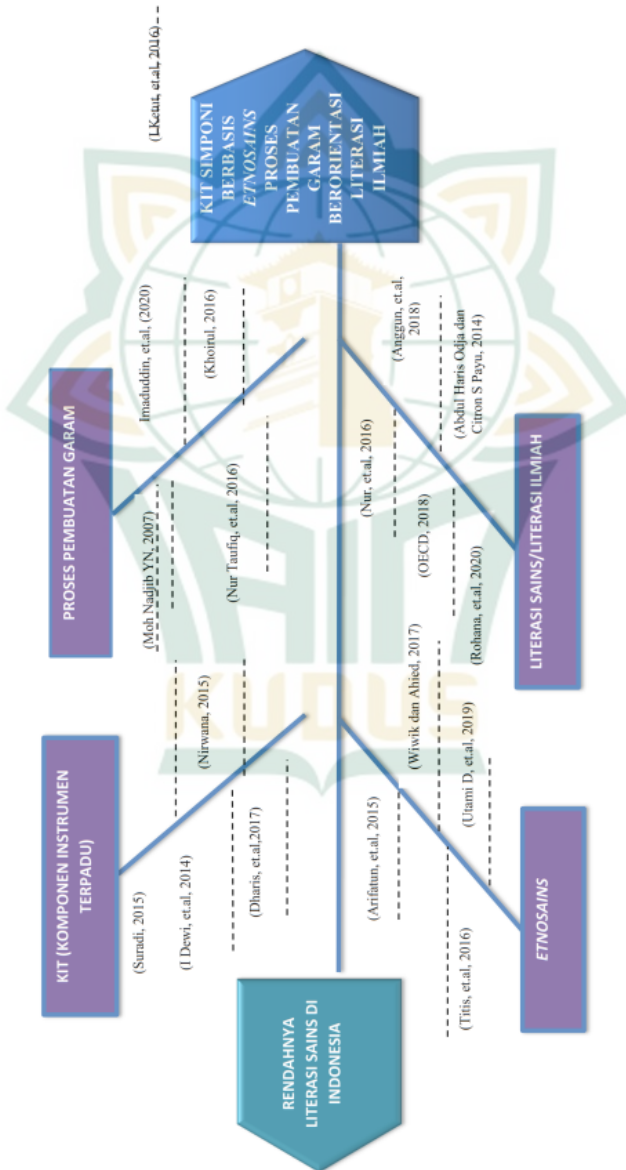 KIT (KOMPONEN INSTRUMEN
TERPADU)
PROSES PEMBUATAN GARAM
(I.Ketut, et.al, 2016)
(Suradi, 2015)
(Moh Nadjib YN, 2007)
Imaduddin, et.al, (2020)
(I Dewi, et.al, 2014)
(Nirwana, 2015)
(Khoirul, 2016)
(Dharis, et.al,2017)
(Nur Taufiq, et.al, 2016)
RENDAHNYA
LITERASI SAINS DI
INDONESIA
KIT SIMPONI
BERBASIS
ETNOSAINS
PROSES
PEMBUATAN
GARAM
BERORIENTASI
LITERASI
ILMIAH
(Arifatun, et.al, 2015)
(Wiwik dan Ahied, 2017)
(Nur, et.al, 2016)
(Anggun, et.al,
2018)
(OECD, 2018)
(Titis, et.al, 2016)
(Utami D, et.al, 2019)
(Rohana, et.al, 2020)
(Abdul Haris Odja dan
Citron S Payu, 2014)
ETNOSAINS
LITERASI SAINS/LITERASI ILMIAH
IAIN
KUDUS